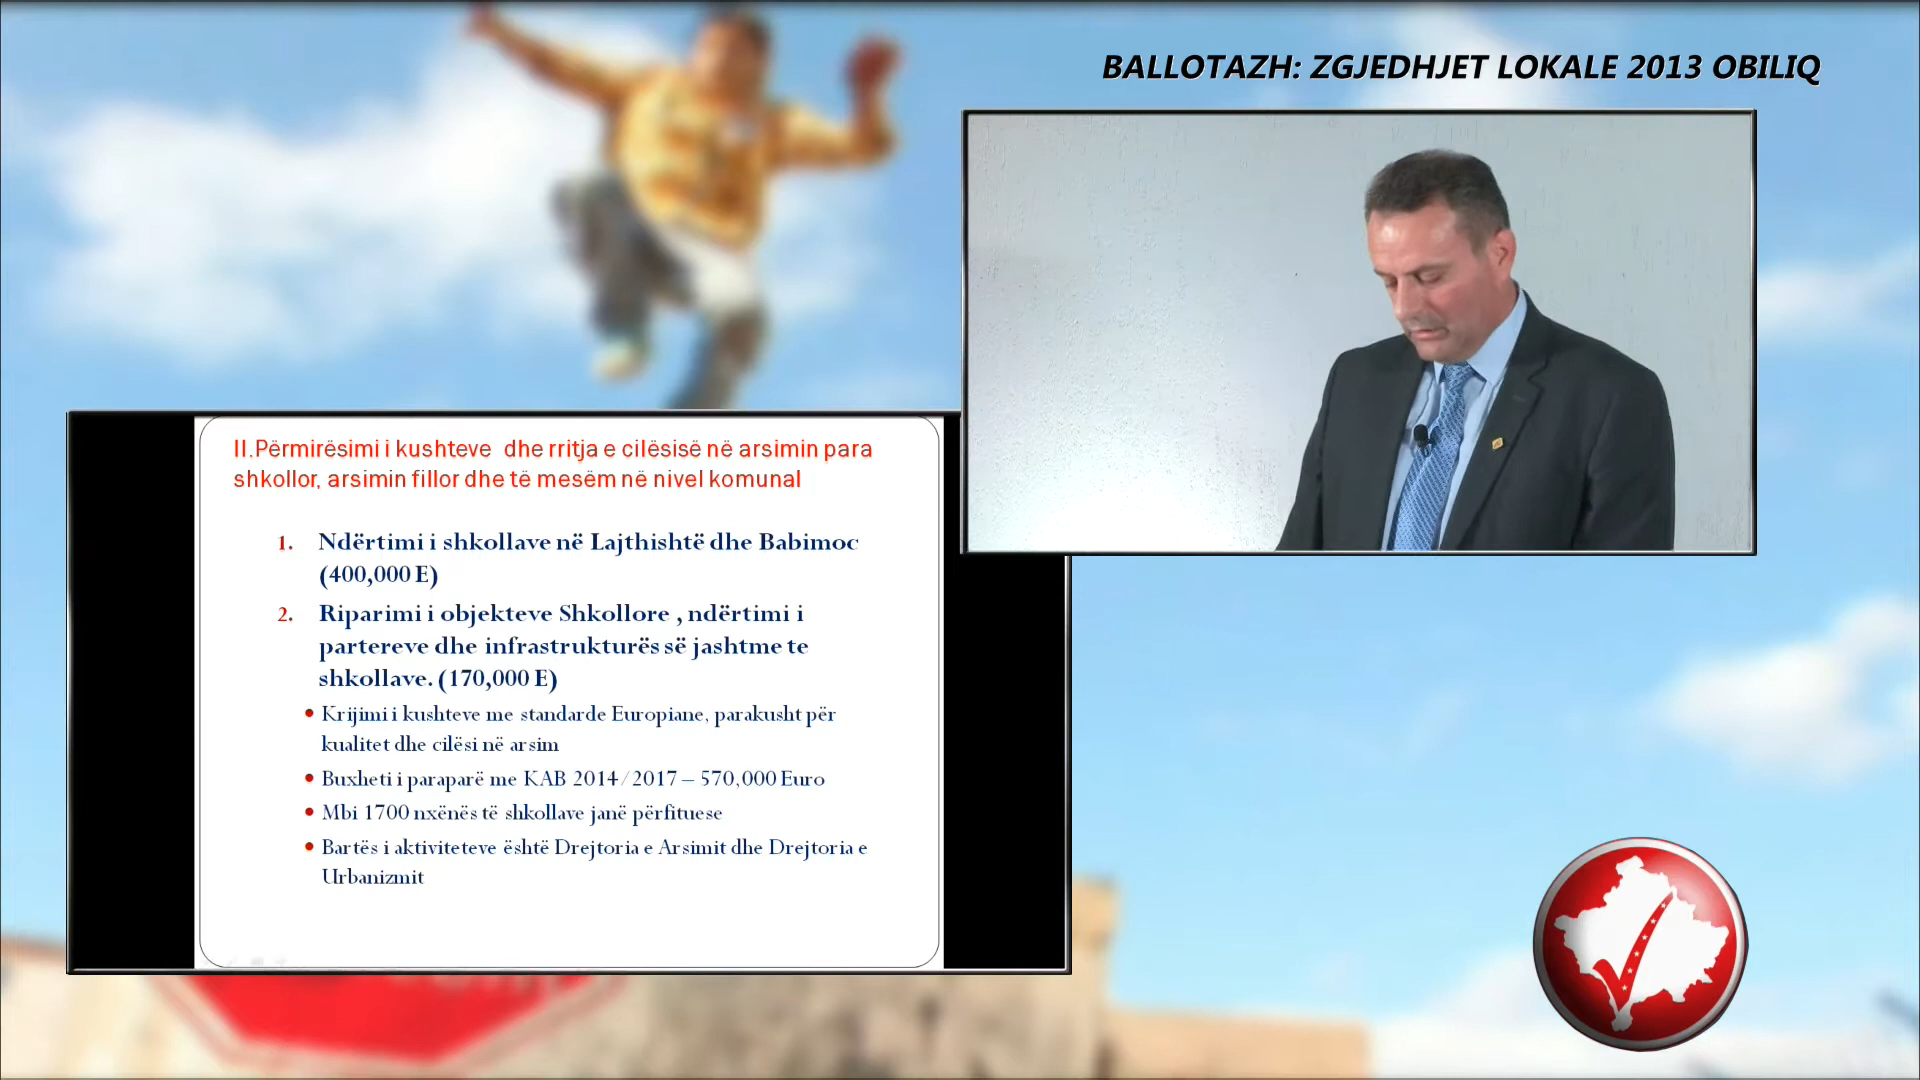 BALLOTAZH: ZGJEDHJET LOKALE 2013 OBILIQ
II.Përmirësimi i kushteve dhe rritja e cilësisë në arsimin para
shkollor, arsimin fillor dhe të mesëm në nivel komunal
1. Ndërtimi i shkollave në Lajthishtë dhe Babimoc
(400,000 E)
2. Riparimi i objekteve Shkollore , ndërtimi i
partereve dhe infrastrukturës së jashtme te
shkollave. (170,000 E)
• Krijimi i kushteve me standarde Europiane, parakusht për
kualitet dhe cilësi në arsim
• Buxheti i paraparë me KAB 2014/2017 – 570,000 Euro
• Mbi 1700 nxënës të shkollave janë përfituese
• Bartës i aktiviteteve është Drejtoria e Arsimit dhe Drejtoria e
Urbanizmit